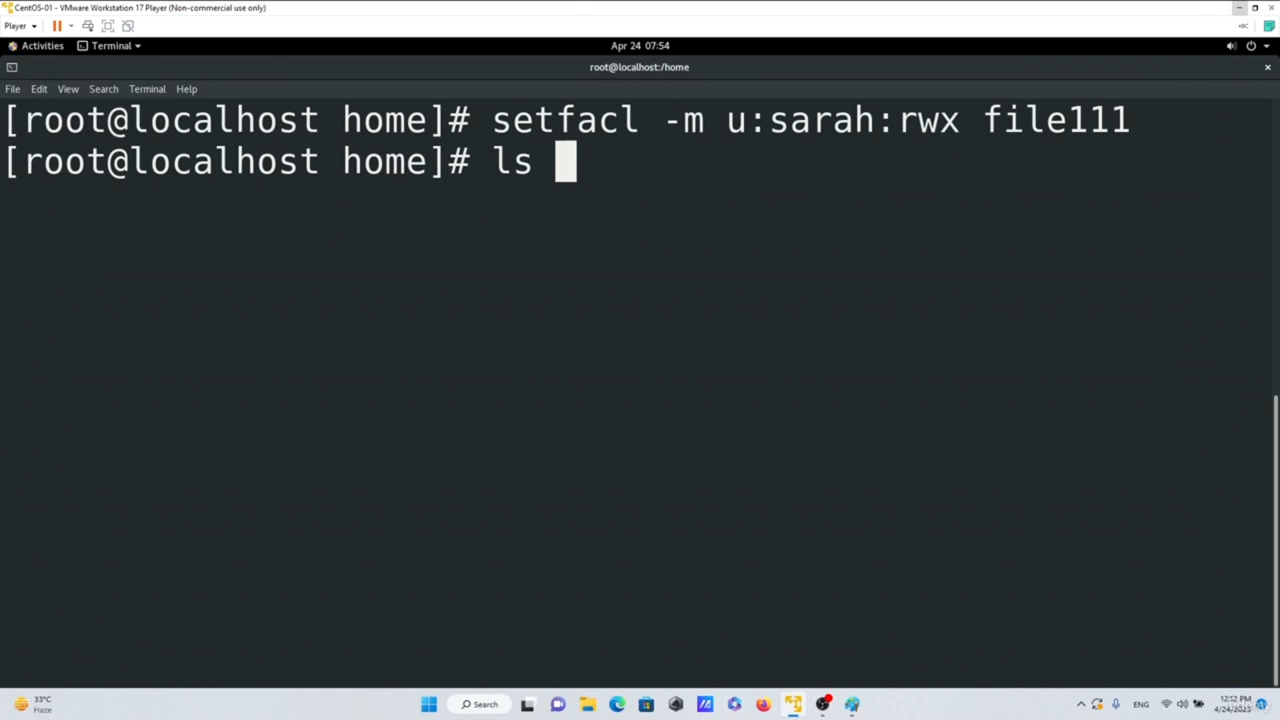 CentOS-01 - VMware Workstation 17 Player (Non-commercial use only)
Player
Activities Terminal Apr 24 07:54
root@localhost:/home
File Edit View Search Terminal Help
[root@localhost home]# setfacl -m u:sarah:rwx file111
[root@localhost home]# ls
33°C
Haze
Search
ENG
12:12 PM
4/24/2023